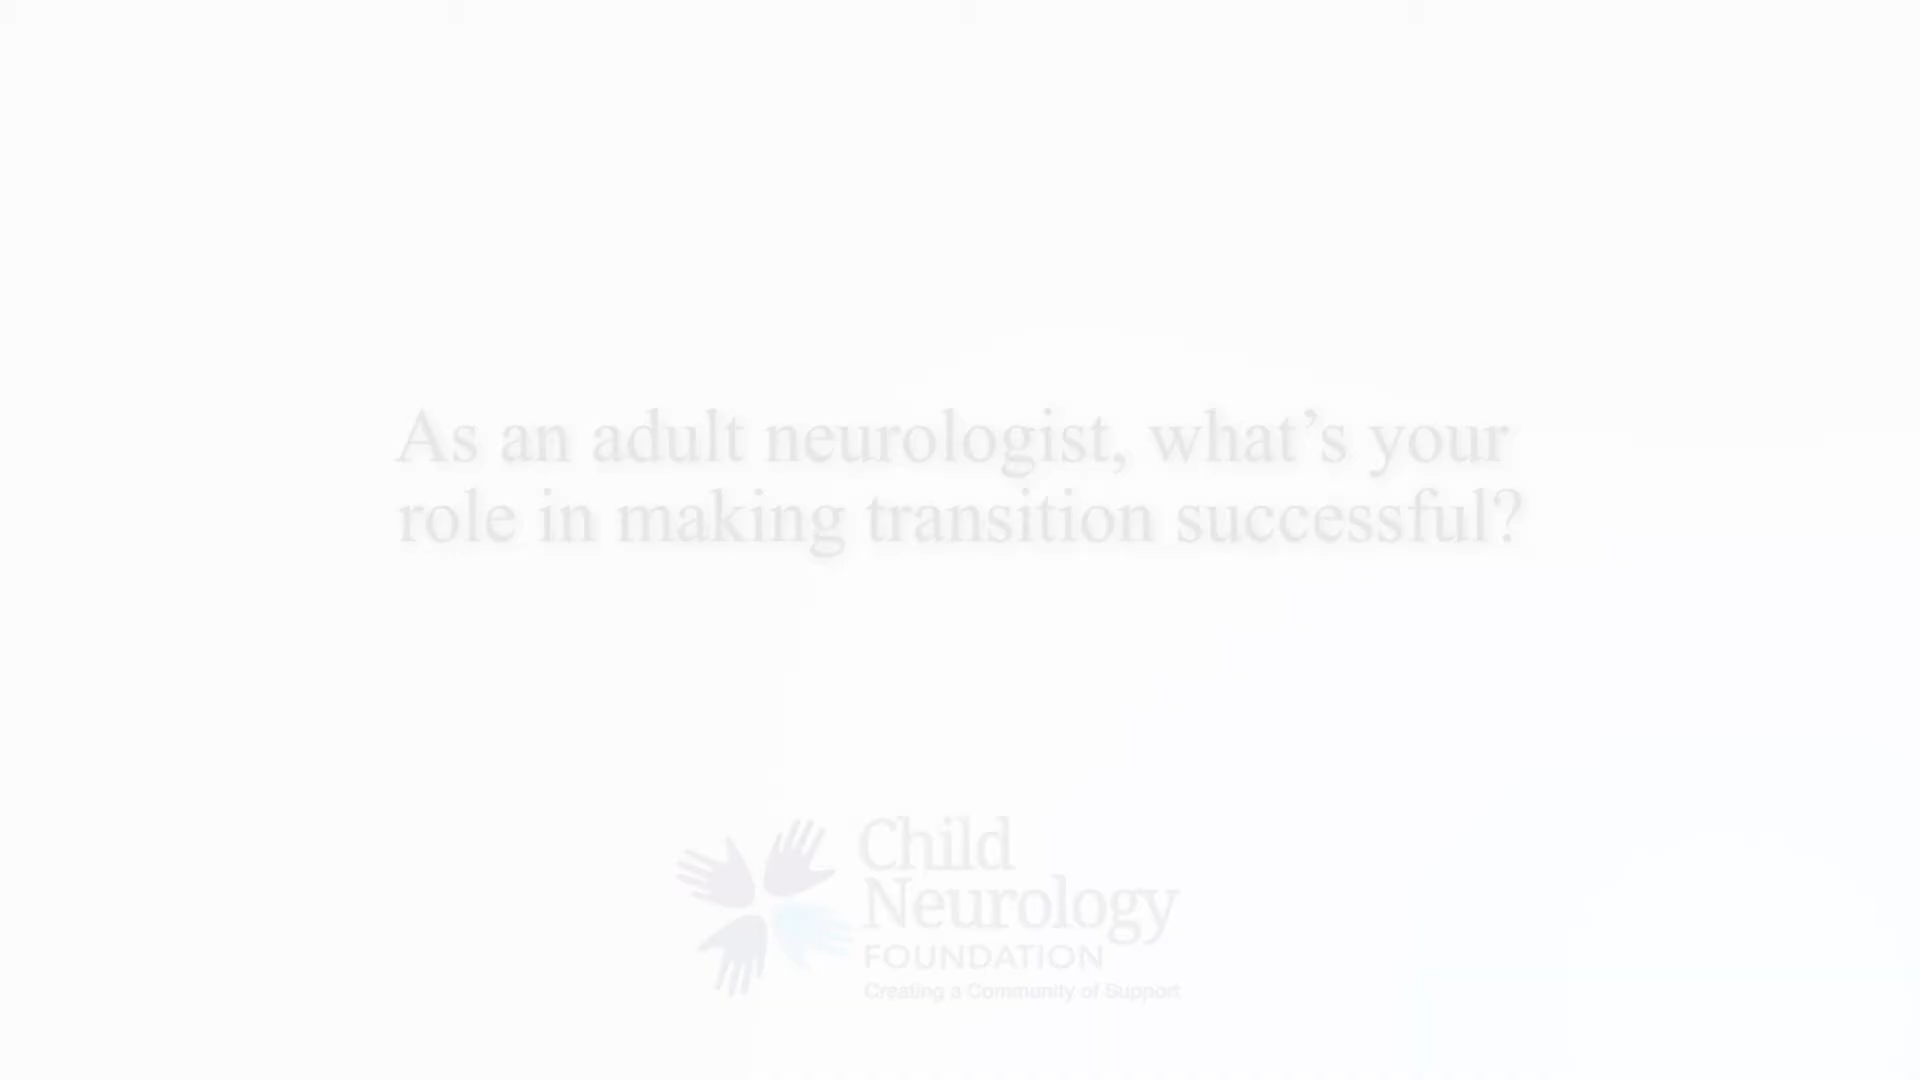 As an adult neurologist, what’s your
role in making transition successful?
Child
Neurology
FOUNDATION
Creating a Community of Support